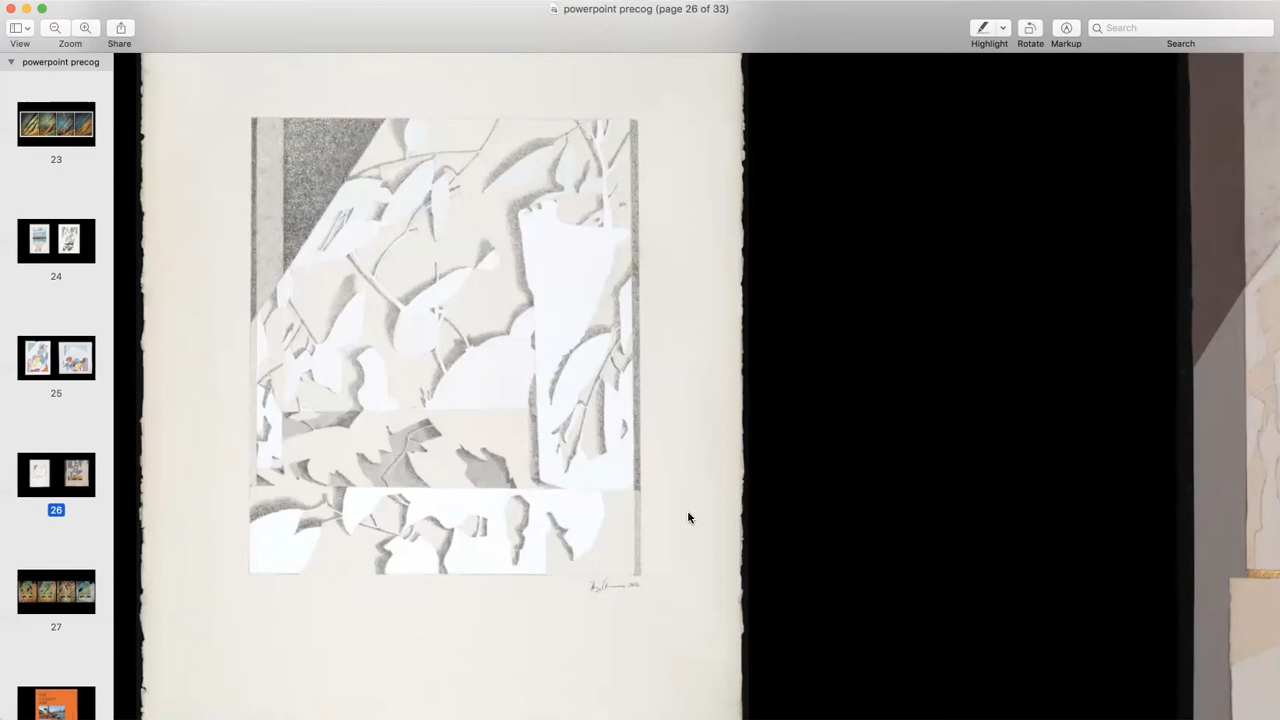 powerpoint precog (page 26 of 33)
View
Zoom
Share
Highlight
Rotate
Markup
Search
Search
powerpoint precog
23
24
25
26
27